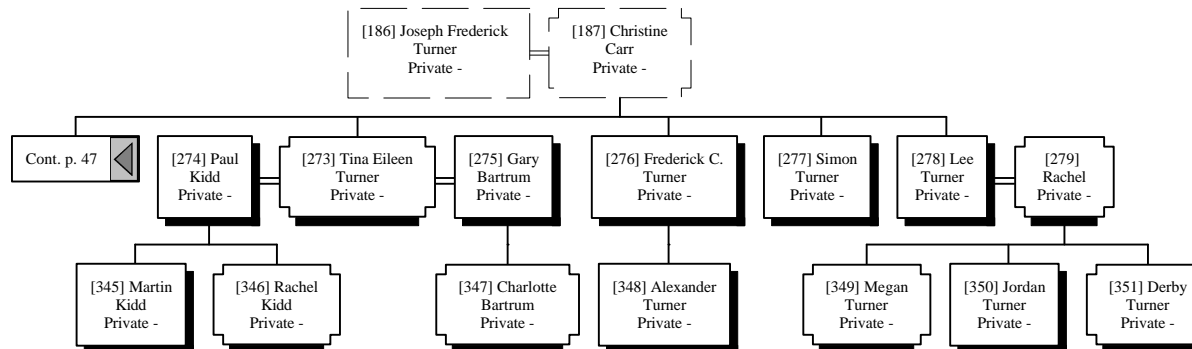 [186] Joseph Frederick
Turner
Private -
[187] Christine
Carr
Private -
Cont. p. 47
[274] Paul
Kidd
Private -
[273] Tina Eileen
Turner
Private -
[275] Gary
Bartrum
Private -
[276] Frederick C.
Turner
Private -
[277] Simon
Turner
Private -
[278] Lee
Turner
Private -
[279]
Rachel
Private -
[345] Martin
Kidd
Private -
[346] Rachel
Kidd
Private -
[347] Charlotte
Bartrum
Private -
[348] Alexander
Turner
Private -
[349] Megan
Turner
Private -
[350] Jordan
Turner
Private -
[351] Derby
Turner
Private -